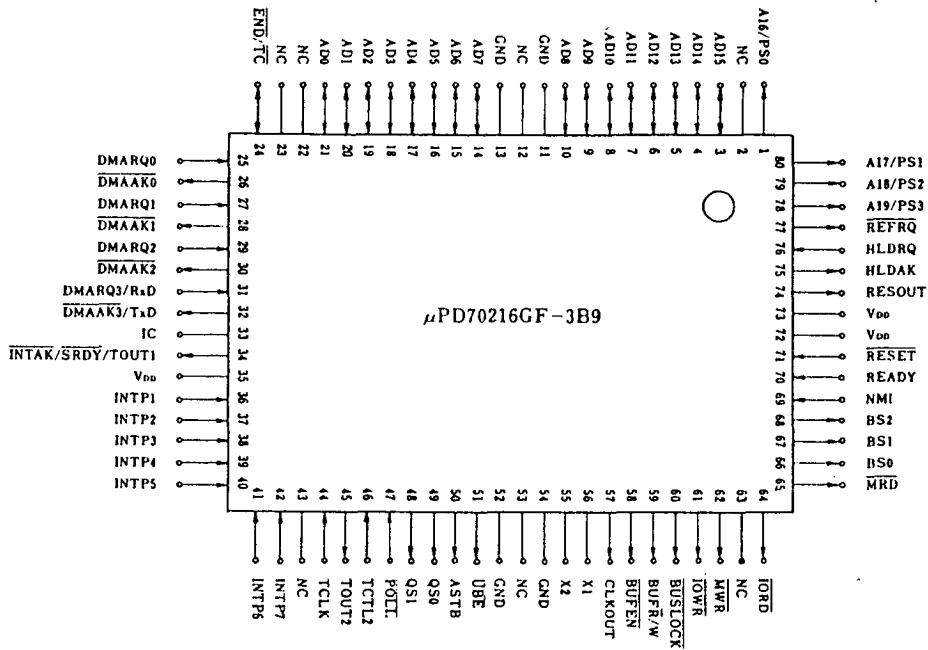 END/TC
NC
NC
AD0
AD1
AD2
AD3
AD4
AD5
AD6
AD7
GND
NC
GND
AD8
AD9
AD10
AD11
AD12
AD13
AD14
AD15
NC
A16/PS0
24
23
22
21
20
19
18
17
16
15
14
13
12
11
10
9
8
7
6
5
4
3
2
1
DMARQ0 25
DMAAK0 26
DMARQ1 27
DMAAK1 28
DMARQ2 29
DMAAK2 30
DMARQ3/RxD 31
DMAAK3/TxD 32
IC 33
INTAK/SRDY/TOUT1 34
VDD 35
INTP1 36
INTP2 37
INTP3 38
INTP4 39
INTP5 40
μPD70216GF-3B9
80 A17/PS1
79 A18/PS2
78 A19/PS3
77 REFRQ
76 HLDRQ
75 HLDAK
74 RESOUT
73 VDD
72 VDD
71 RESET
70 READY
69 NMI
68 BS2
67 BS1
66 BS0
65 MRD
41
42
43
44
45
46
47
48
49
50
51
52
53
54
55
56
57
58
59
60
61
62
63
64
INTP6
INTP7
NC
TCLK
TOUT2
TCTL2
POLL
QS1
QS0
ASTB
UBE
GND
NC
GND
X2
X1
CLKOUT
BUFEN
BUFR/W
BUSLOCK
IOWR
MWR
NC
IORD